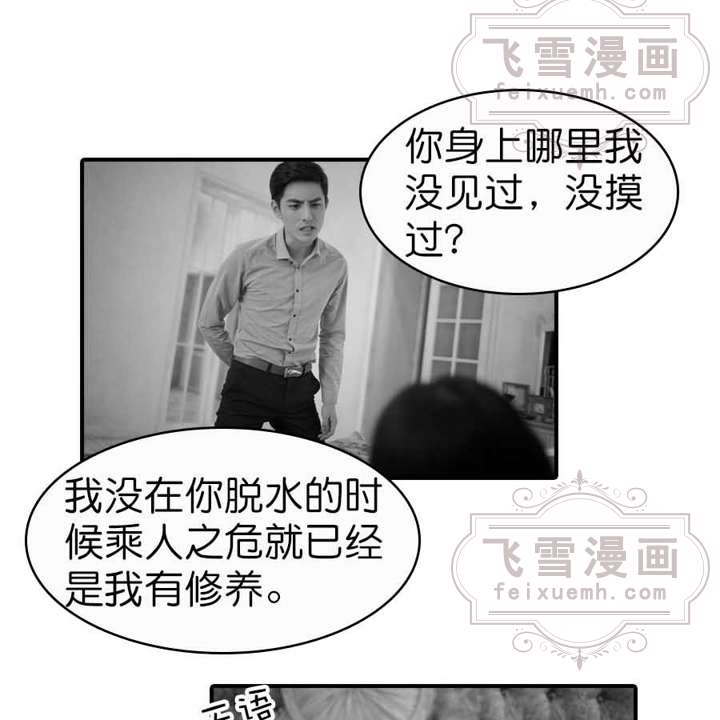 飞雪漫画
feixuemh.com
你身上哪里我
没见过，没摸
过？
我没在你脱水的时
候乘人之危就已经
是我有修养。
飞雪漫画
feixuemh.com
无语